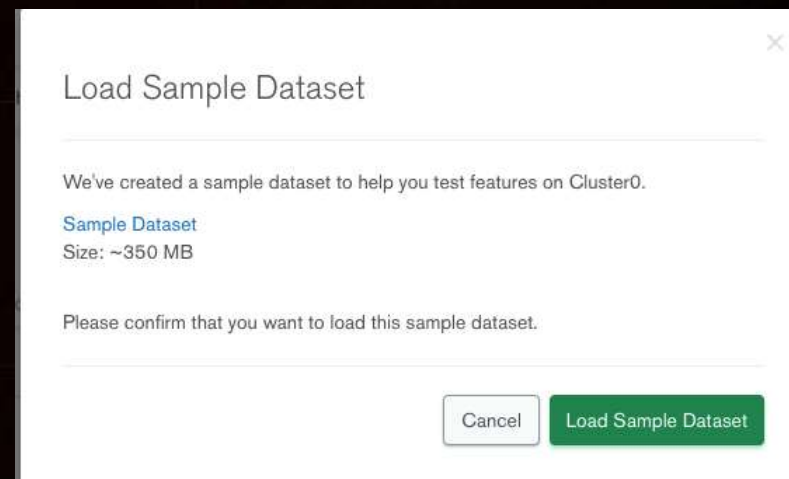 Load Sample Dataset
We've created a sample dataset to help you test features on Cluster0.
Sample Dataset
Size: ~350 MB
Please confirm that you want to load this sample dataset.
Cancel
Load Sample Dataset